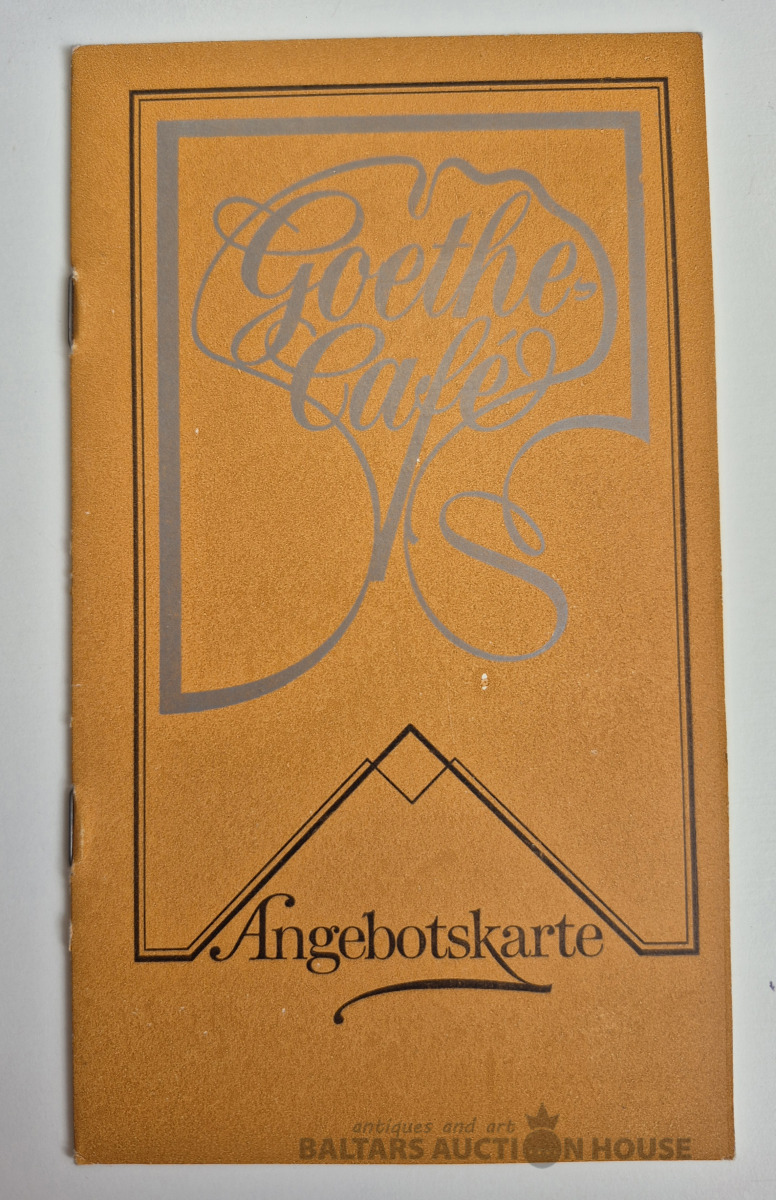 Goethe-
Café
Angebotskarte
antiques and art
BALTARS AUCTION HOUSE